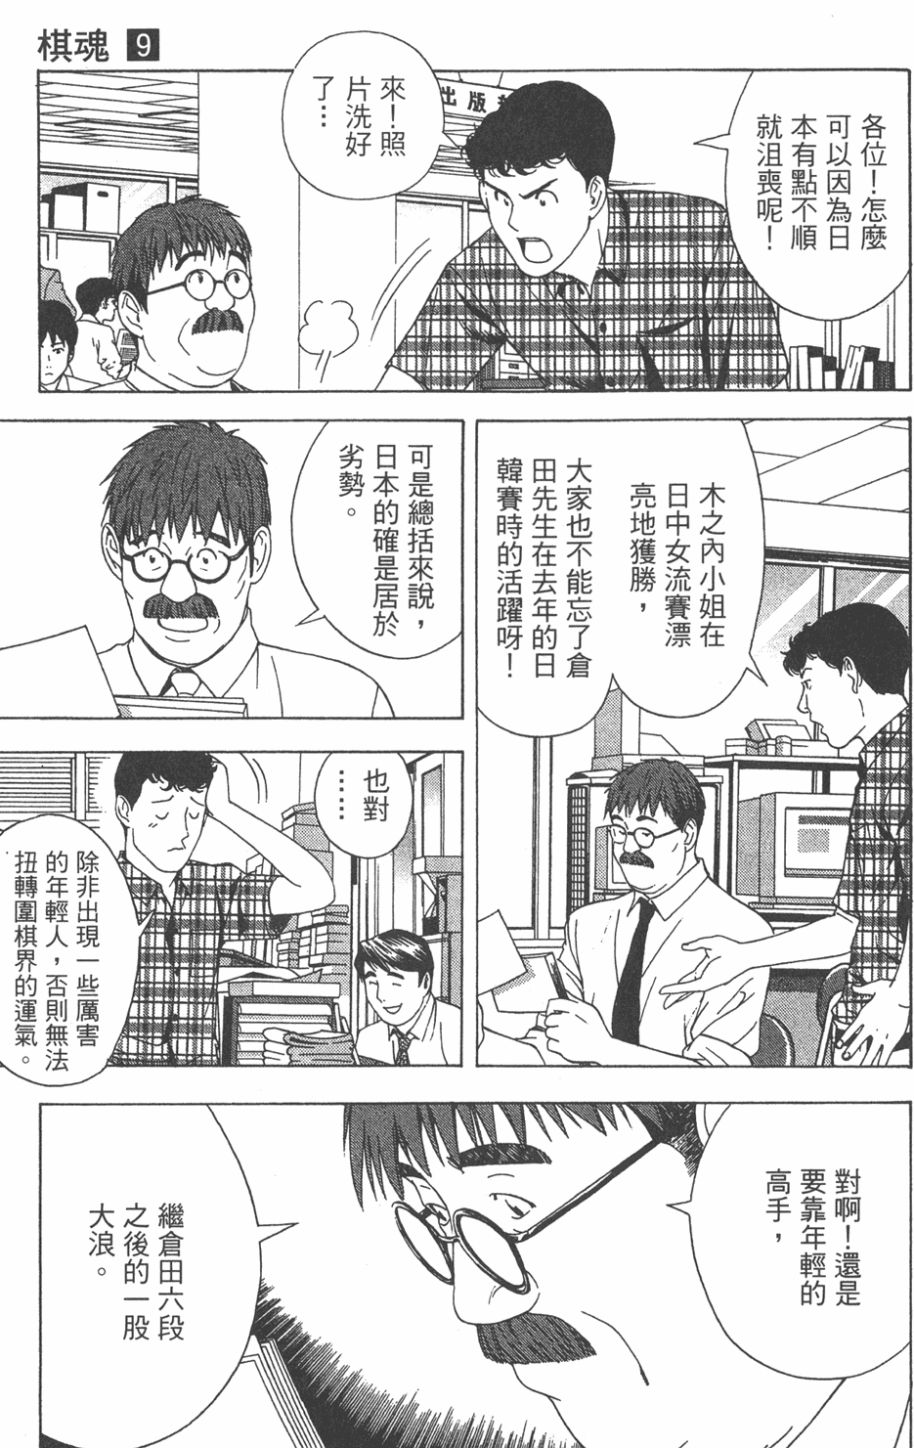 棋魂 9
各位！怎麼
可以因為日
本有點不順
就沮喪呢！
出版
來！照
片洗好
了…
木之內小姐在
日中女流賽漂
亮地獲勝，
大家也不能忘了倉
田先生在去年的日
韓賽時的活躍呀！
可是總括來說，
日本的確是居於
劣勢。
也對
……
除非出現一些厲害
的年輕人，否則無法
扭轉圍棋界的運氣。
對啊！還是
要靠年輕的
高手，
繼倉田六段
之後的一股
大浪。